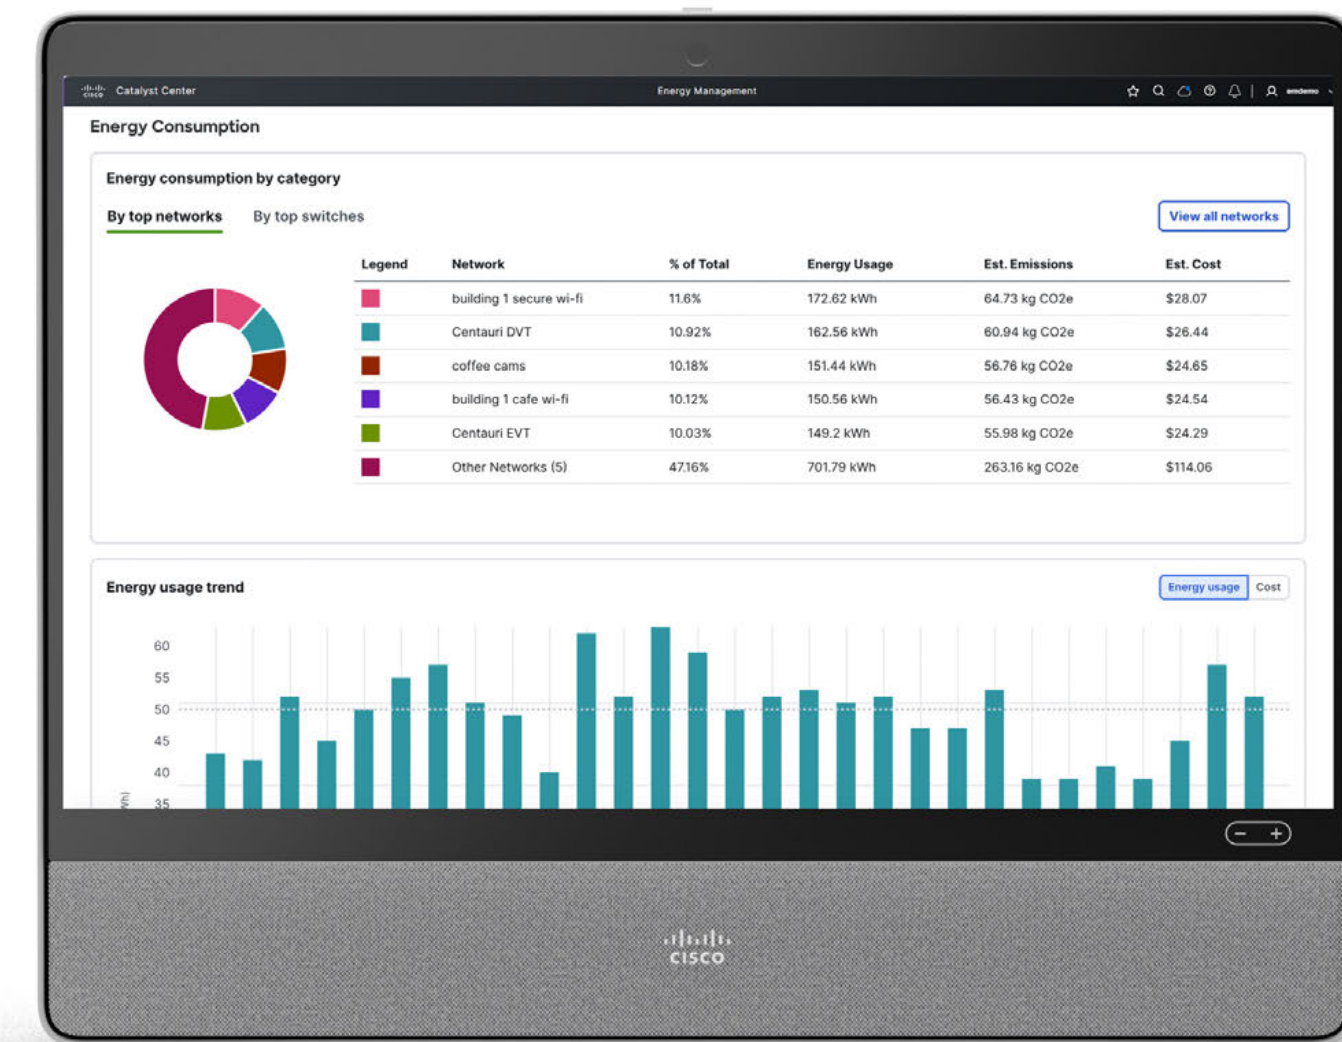 CISCO Catalyst Center Energy Management emdemo
Energy Consumption
Energy consumption by category
By top networks By top switches View all networks
Legend Network % of Total Energy Usage Est. Emissions Est. Cost
building 1 secure wi-fi 11.6% 172.62 kWh 64.73 kg CO2e $28.07
Centauri DVT 10.92% 162.56 kWh 60.94 kg CO2e $26.44
coffee cams 10.18% 151.44 kWh 56.76 kg CO2e $24.65
building 1 cafe wi-fi 10.12% 150.56 kWh 56.43 kg CO2e $24.54
Centauri EVT 10.03% 149.2 kWh 55.98 kg CO2e $24.29
Other Networks (5) 47.16% 701.79 kWh 263.16 kg CO2e $114.06
Energy usage trend Energy usage Cost
60
55
50
45
40
35
CISCO